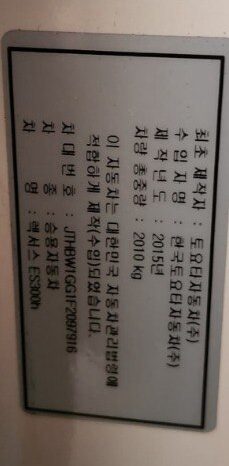 최초 제작자 : 토요타자동차(주)
수입자명 : 한국토요타자동차(주)
제작년도 : 2015년
차량 총중량 : 2010 kg
이 자동차는 대한민국 자동차관리법령에
적합하게 제작(수입)되었습니다.
차대번호 : JTHBW1GG1F2097916
차 종 : 승용자동차
차 명 : 렉서스 ES300h